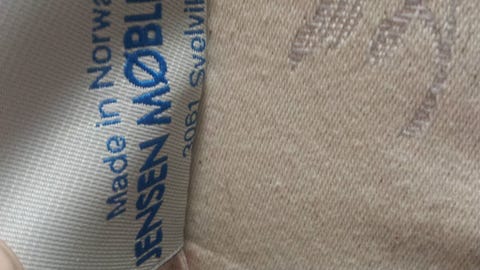 Made in Norwa
JENSEN MØBL
3061 Svelvi